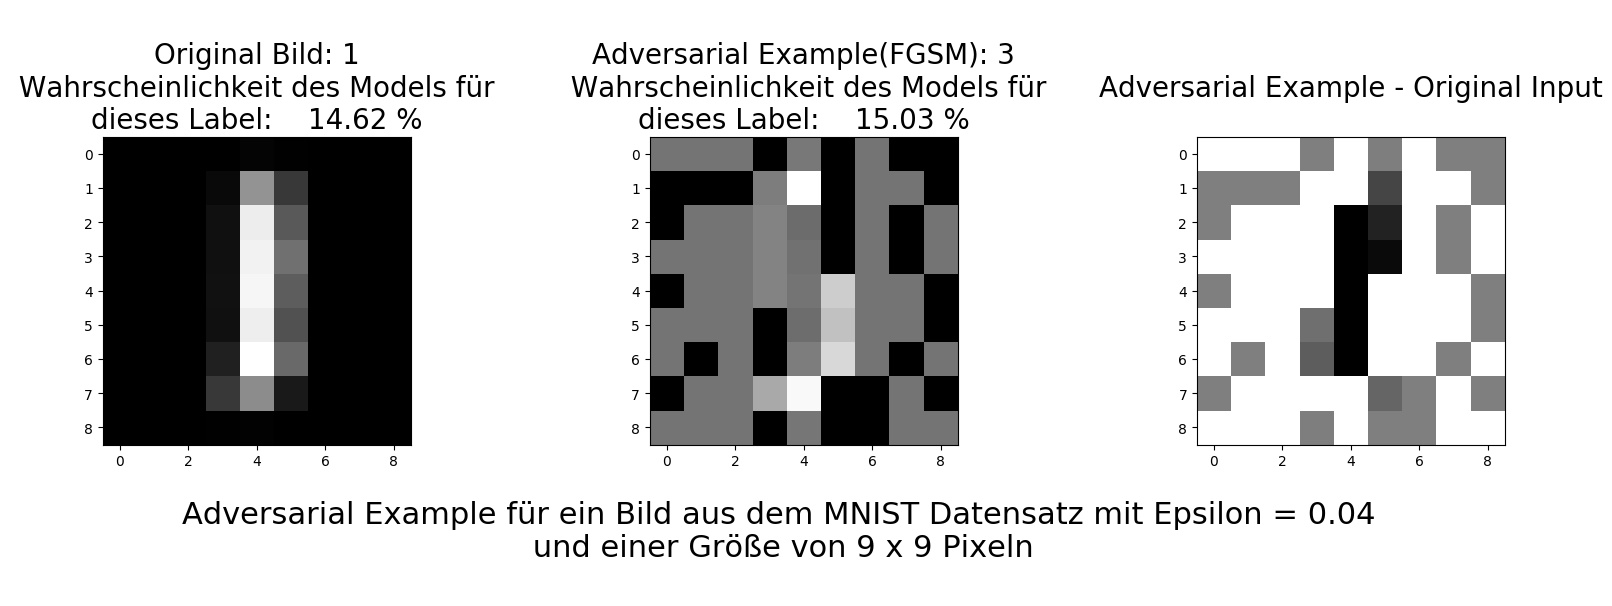 Original Bild: 1
Wahrscheinlichkeit des Models für
dieses Label: 14.62 %
0
1
2
3
4
5
6
7
8
0 2 4 6 8
Adversarial Example(FGSM): 3
Wahrscheinlichkeit des Models für
dieses Label: 15.03 %
0
1
2
3
4
5
6
7
8
0 2 4 6 8
Adversarial Example - Original Input
0
1
2
3
4
5
6
7
8
0 2 4 6 8
Adversarial Example für ein Bild aus dem MNIST Datensatz mit Epsilon = 0.04
und einer Größe von 9 x 9 Pixeln